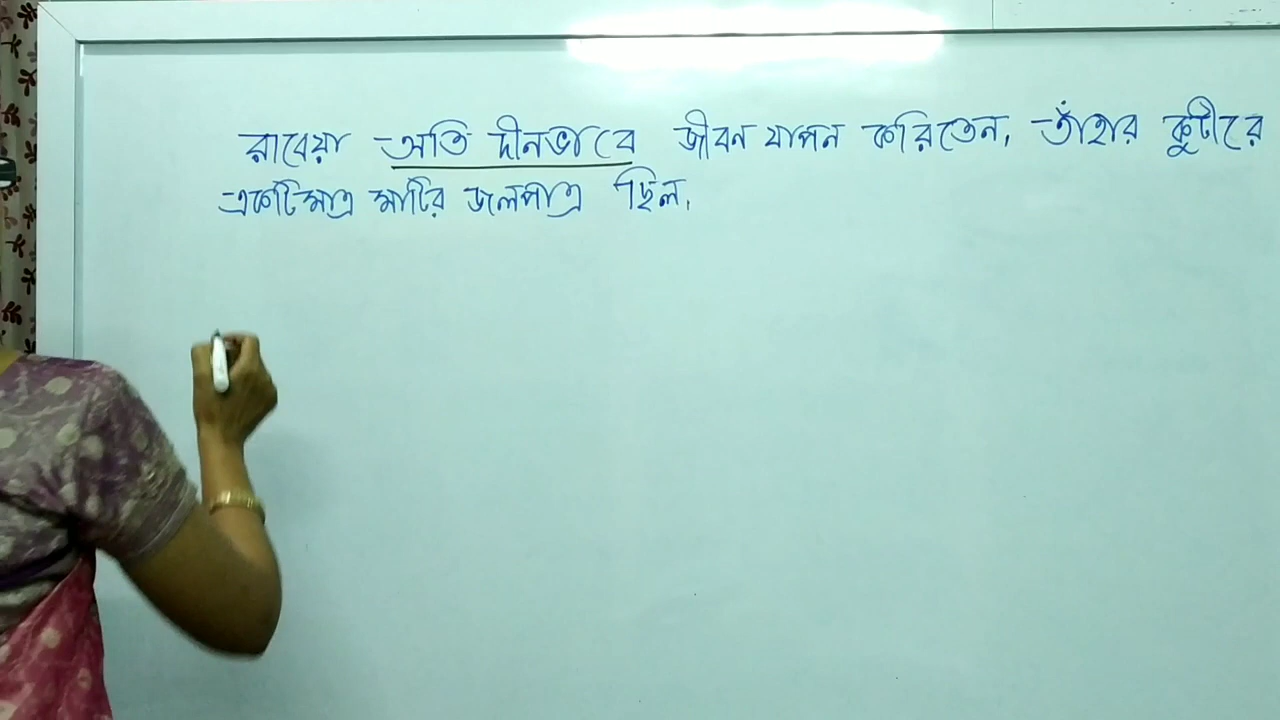 রাবেয়া অতি দীনভাবে জীবন যাপন করিতেন, তাঁহার কুটীরে
একটিমাত্র মাটির জলপাত্র ছিল,